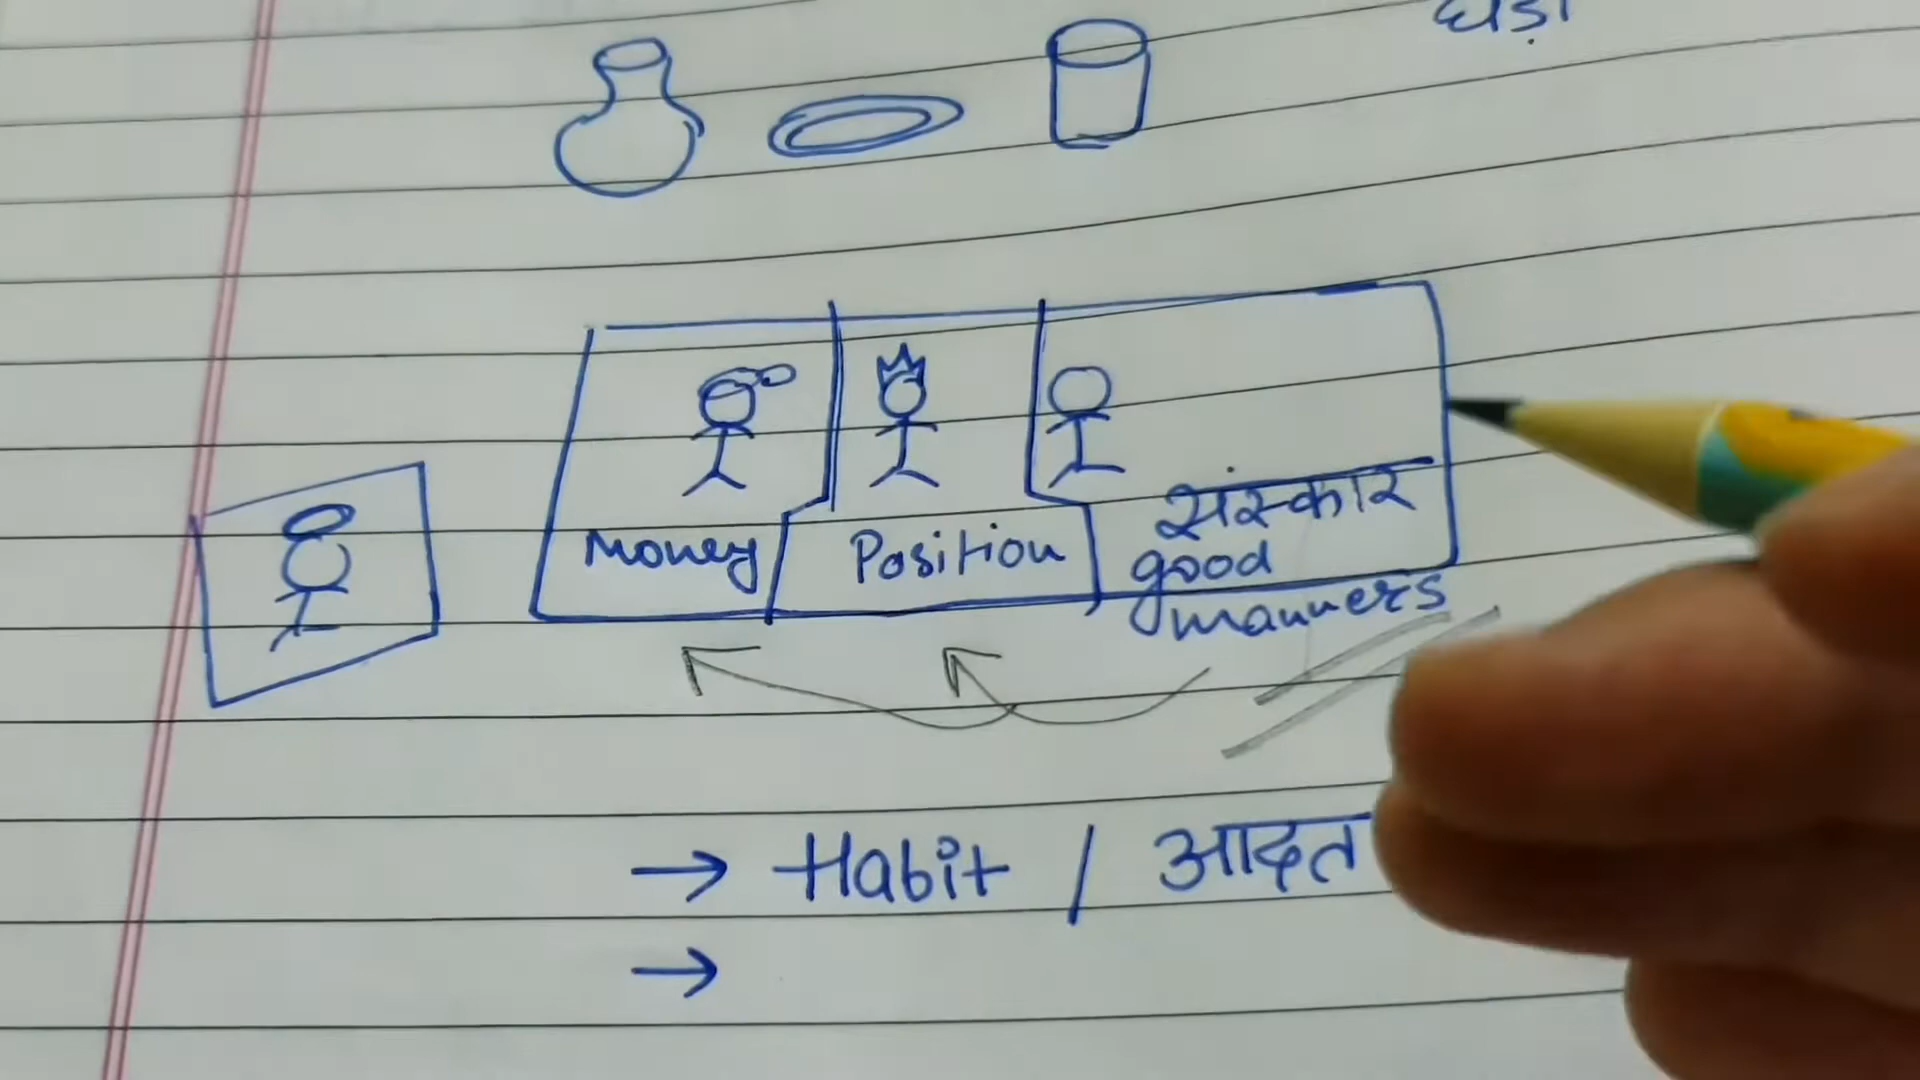 घड़ा
Money Position संस्कार
good
manners
→ Habit / आदत
→